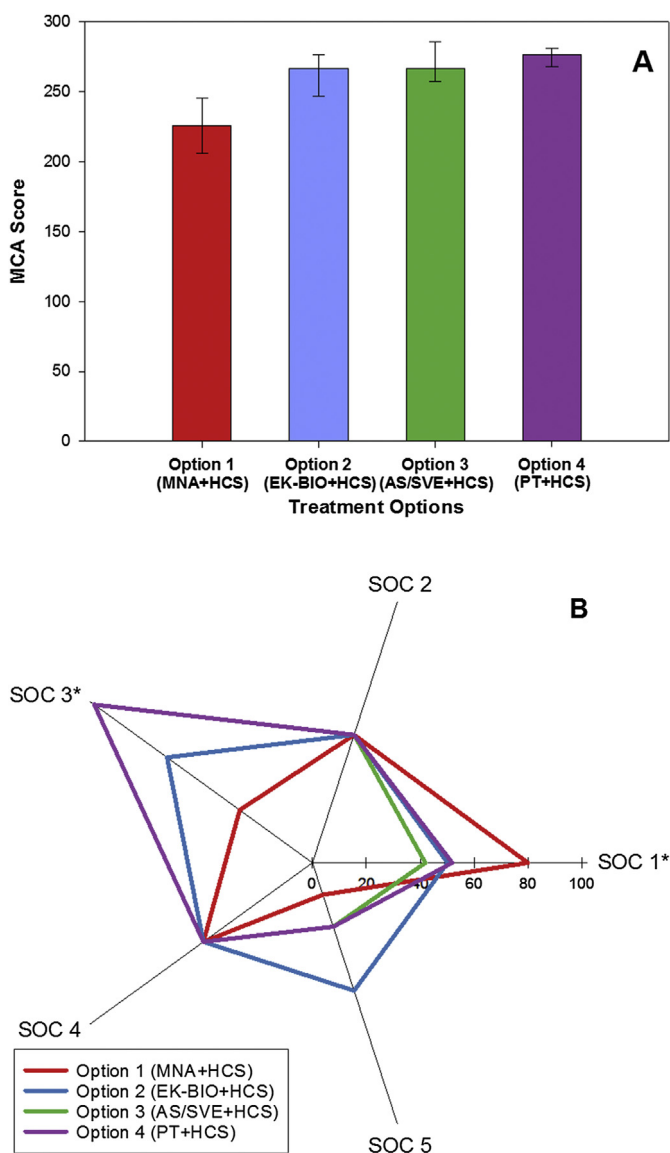 300
250
200
150
100
50
0
MCA Score
A
Option 1 Option 2 Option 3 Option 4
(MNA+HCS) (EK-BIO+HCS) (AS/SVE+HCS) (PT+HCS)
Treatment Options
SOC 2
B
SOC 3*
SOC 1*
0 20 40 60 80 100
SOC 4
SOC 5
Option 1 (MNA+HCS)
Option 2 (EK-BIO+HCS)
Option 3 (AS/SVE+HCS)
Option 4 (PT+HCS)